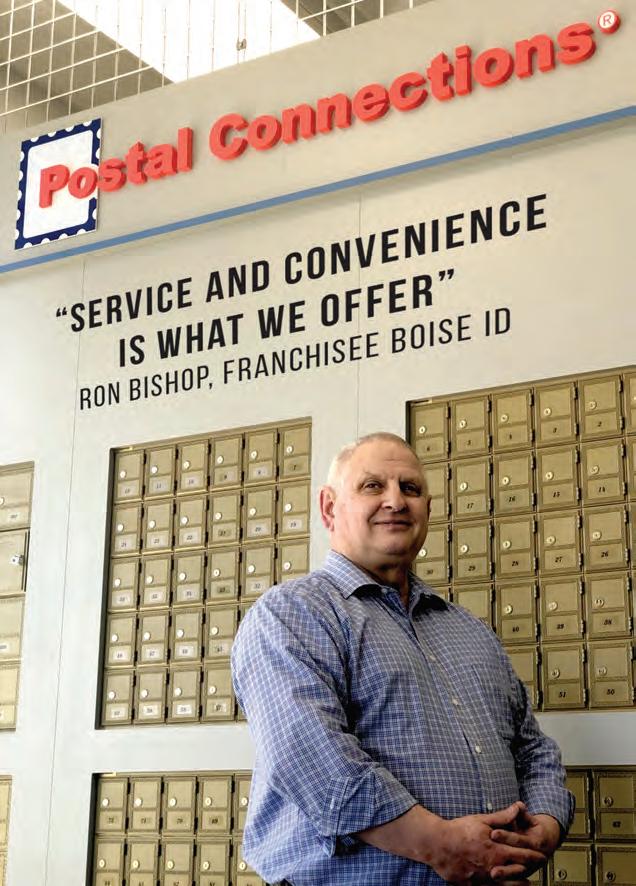 Postal Connections®
“SERVICE AND CONVENIENCE
IS WHAT WE OFFER”
RON BISHOP, FRANCHISEE BOISE ID